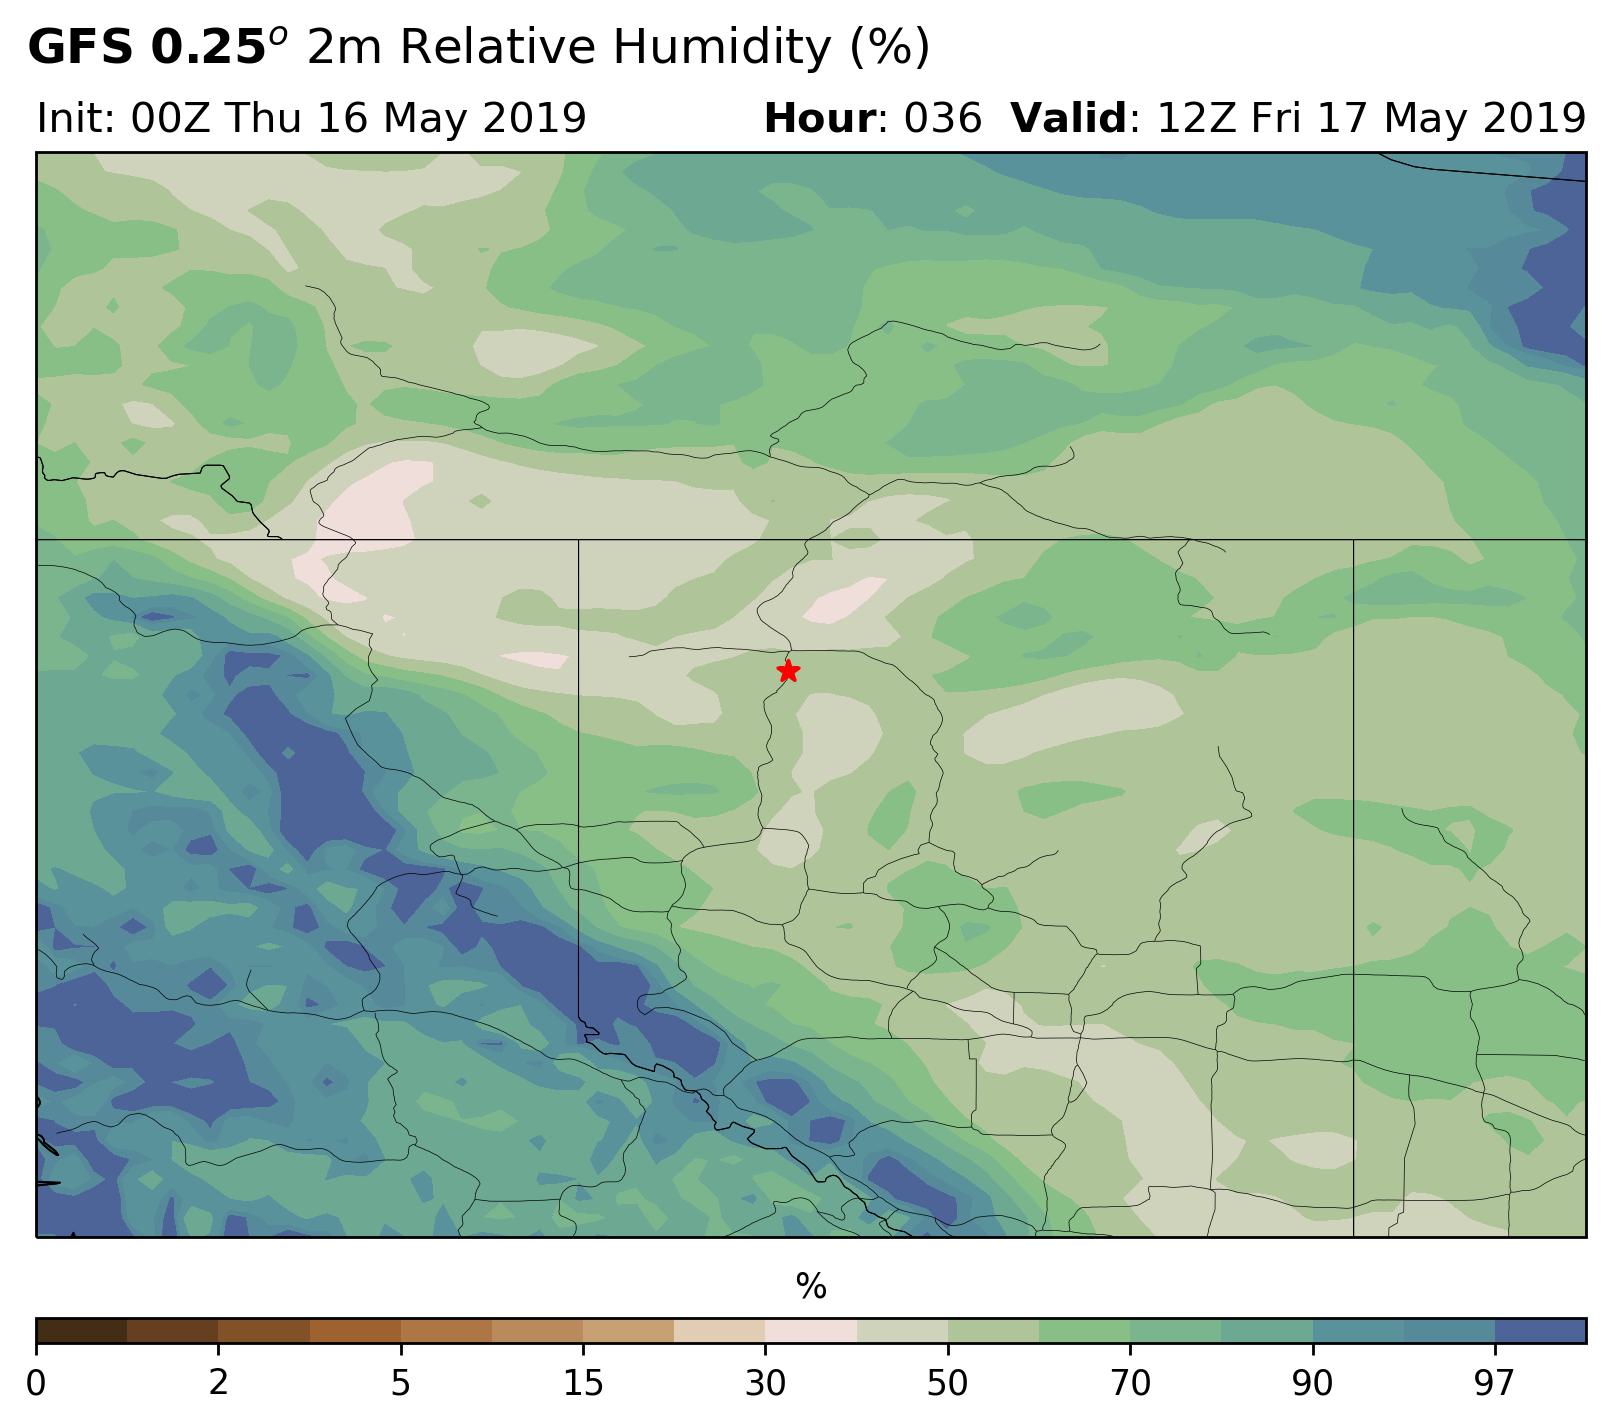 GFS 0.25° 2m Relative Humidity (%)
Init: 00Z Thu 16 May 2019 Hour: 036 Valid: 12Z Fri 17 May 2019
%
0 2 5 15 30 50 70 90 97